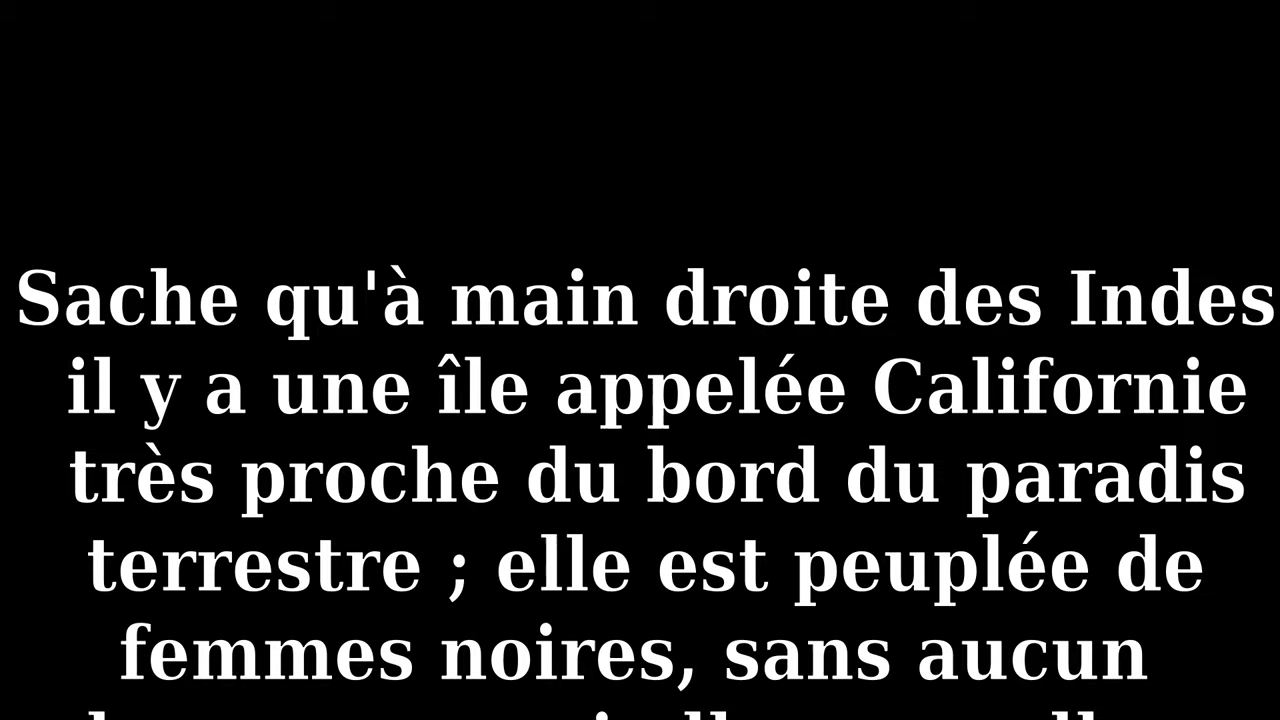 Sache qu'à main droite des Indes
il y a une île appelée Californie
très proche du bord du paradis
terrestre ; elle est peuplée de
femmes noires, sans aucun